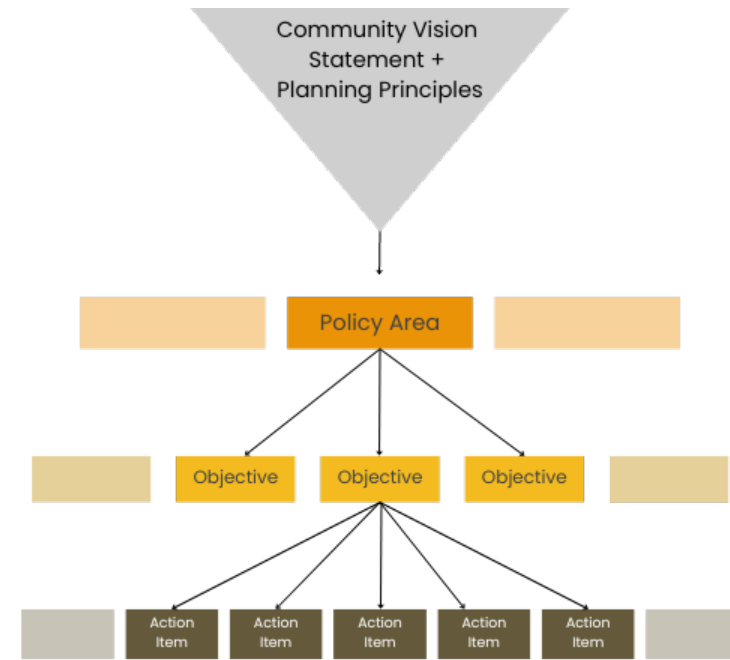 Community Vision
Statement +
Planning Principles
Policy Area
Objective
Objective
Objective
Action
Item
Action
Item
Action
Item
Action
Item
Action
Item